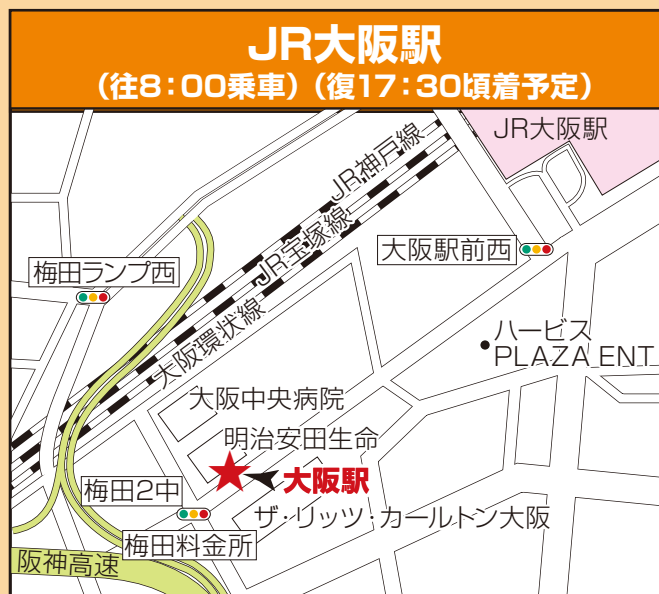 JR大阪駅
(往8：00乗車)(復17：30頃着予定)
JR大阪駅
JR神戸線
JR宝塚線
大阪環状線
大阪駅前西
梅田ランプ西
ハービス
PLAZA ENT
大阪中央病院
明治安田生命
大阪駅
梅田2中
ザ・リッツ・カールトン大阪
梅田料金所
阪神高速